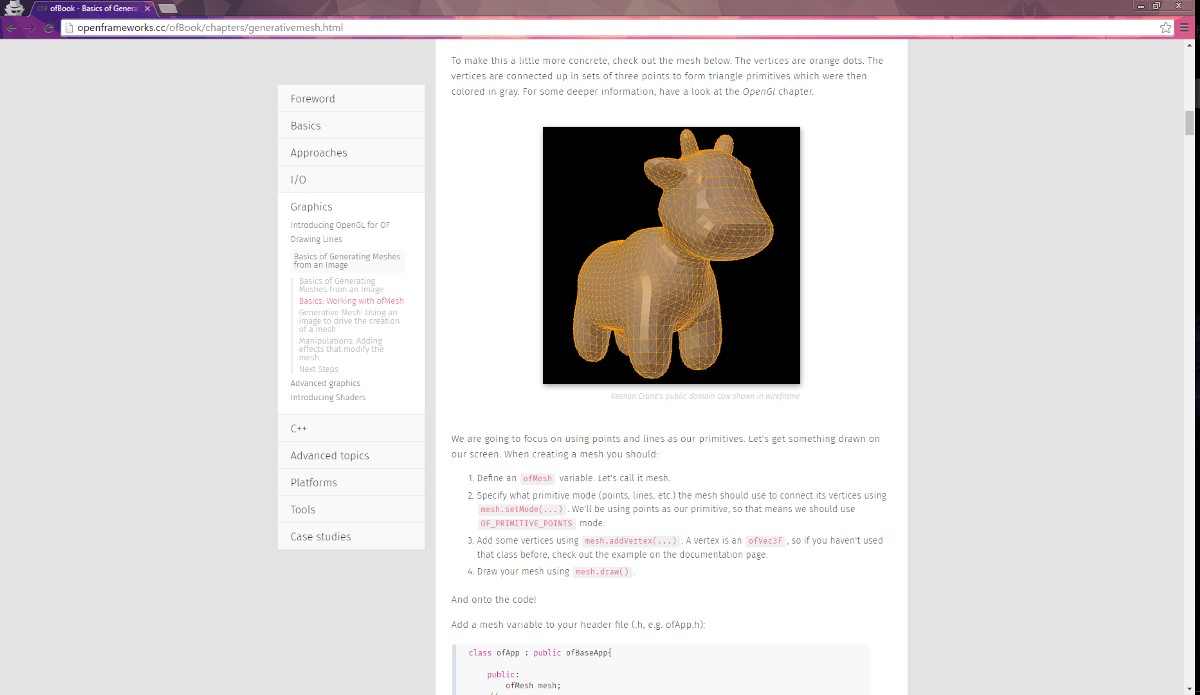 ofBook - Basics of Genera
openframeworks.cc/ofBook/chapters/generativemesh.html
Foreword
Basics
Approaches
I/O
Graphics
Introducing OpenGL for OF
Drawing Lines
Basics of Generating Meshes
from an Image
Basics of Generating
Meshes from an Image
Basics: Working with ofMesh
Generative Mesh: Using an
image to drive the creation
of a mesh
Manipulations: Adding
effects that modify the
mesh
Next Steps
Advanced graphics
Introducing Shaders
C++
Advanced topics
Platforms
Tools
Case studies
To make this a little more concrete, check out the mesh below. The vertices are orange dots. The
vertices are connected up in sets of three points to form triangle primitives which were then
colored in gray. For some deeper information, have a look at the OpenGl chapter.
Keenan Crane's public domain cow shown in wireframe
We are going to focus on using points and lines as our primitives. Let's get something drawn on
our screen. When creating a mesh you should:
1. Define an ofMesh variable. Let's call it mesh.
2. Specify what primitive mode (points, lines, etc.) the mesh should use to connect its vertices using
mesh.setMode(...). We'll be using points as our primitive, so that means we should use
OF_PRIMITIVE_POINTS mode.
3. Add some vertices using mesh.addVertex(...). A vertex is an ofVec3f, so if you haven't used
that class before, check out the example on the documentation page.
4. Draw your mesh using mesh.draw().
And onto the code!
Add a mesh variable to your header file (.h, e.g. ofApp.h):
class ofApp : public ofBaseApp{
public:
ofMesh mesh;